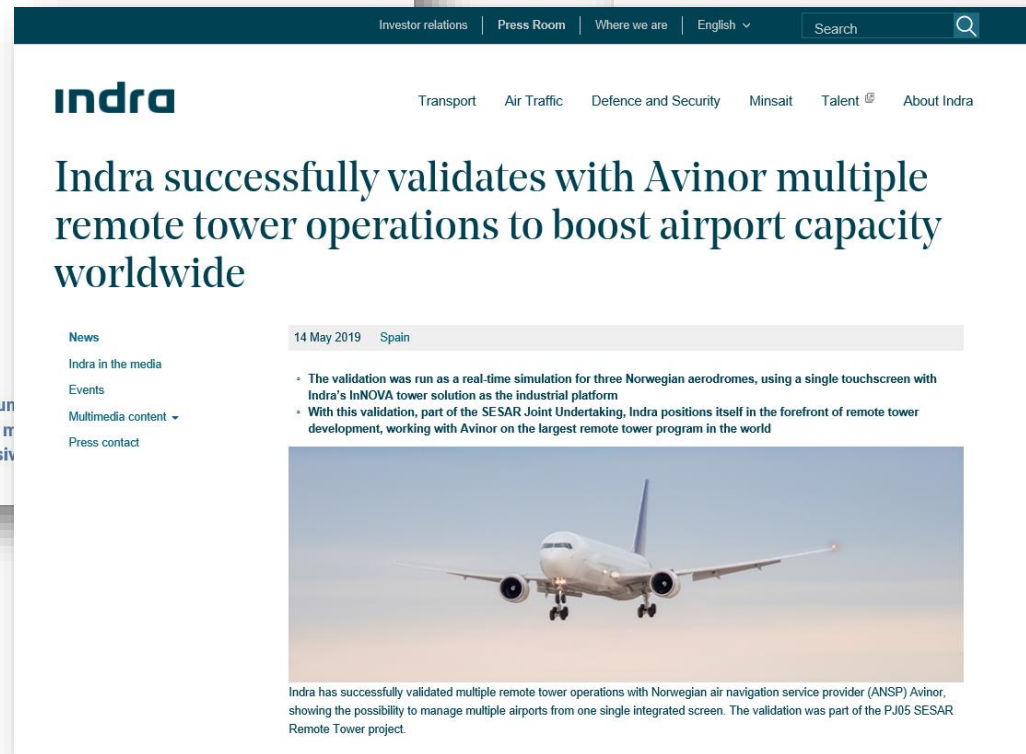 Investor relations | Press Room | Where we are | English
Search
indra
Transport Air Traffic Defence and Security Minsait Talent About Indra
Indra successfully validates with Avinor multiple
remote tower operations to boost airport capacity
worldwide
News
Indra in the media
Events
Multimedia content
Press contact
14 May 2019 Spain
• The validation was run as a real-time simulation for three Norwegian aerodromes, using a single touchscreen with
Indra's InNOVA tower solution as the industrial platform
• With this validation, part of the SESAR Joint Undertaking, Indra positions itself in the forefront of remote tower
development, working with Avinor on the largest remote tower program in the world
Indra has successfully validated multiple remote tower operations with Norwegian air navigation service provider (ANSP) Avinor,
showing the possibility to manage multiple airports from one single integrated screen. The validation was part of the PJ05 SESAR
Remote Tower project.